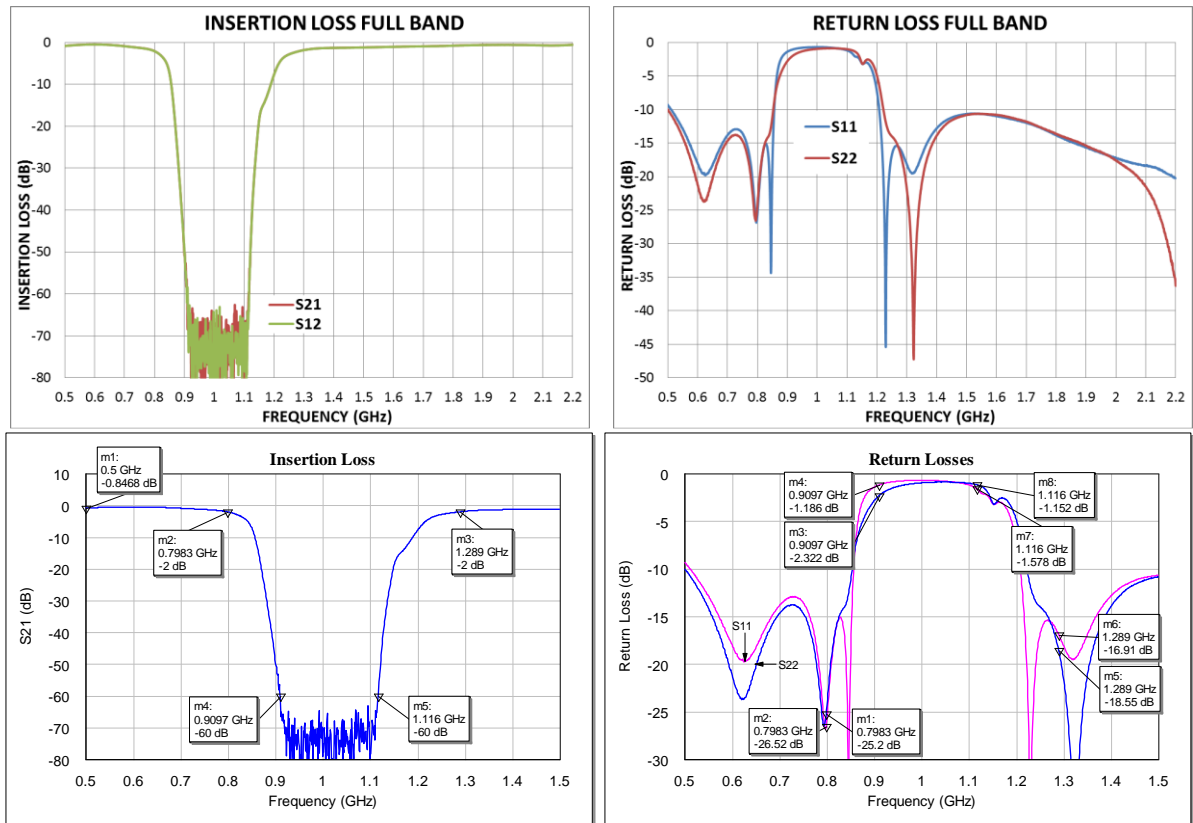 INSERTION LOSS FULL BAND
INSERTION LOSS (dB)
0
-10
-20
-30
-40
-50
-60
-70
-80
S21
S12
0.5 0.6 0.7 0.8 0.9 1 1.1 1.2 1.3 1.4 1.5 1.6 1.7 1.8 1.9 2 2.1 2.2
FREQUENCY (GHz)
RETURN LOSS FULL BAND
RETURN LOSS (dB)
0
-5
-10
-15
-20
-25
-30
-35
-40
-45
-50
S11
S22
0.5 0.6 0.7 0.8 0.9 1 1.1 1.2 1.3 1.4 1.5 1.6 1.7 1.8 1.9 2 2.1 2.2
FREQUENCY (GHz)
Insertion Loss
S21 (dB)
10
0
-10
-20
-30
-40
-50
-60
-70
-80
m1:
0.5 GHz
-0.8468 dB
m2:
0.7983 GHz
-2 dB
m3:
1.289 GHz
-2 dB
m4:
0.9097 GHz
-60 dB
m5:
1.116 GHz
-60 dB
0.5 0.6 0.7 0.8 0.9 1 1.1 1.2 1.3 1.4 1.5
Frequency (GHz)
Return Losses
Return Loss (dB)
0
-5
-10
-15
-20
-25
-30
m4:
0.9097 GHz
-1.186 dB
m3:
0.9097 GHz
-2.322 dB
m8:
1.116 GHz
-1.152 dB
m7:
1.116 GHz
-1.578 dB
S11
S22
m6:
1.289 GHz
-16.91 dB
m5:
1.289 GHz
-18.55 dB
m2:
0.7983 GHz
-26.52 dB
m1:
0.7983 GHz
-25.2 dB
0.5 0.6 0.7 0.8 0.9 1 1.1 1.2 1.3 1.4 1.5
Frequency (GHz)